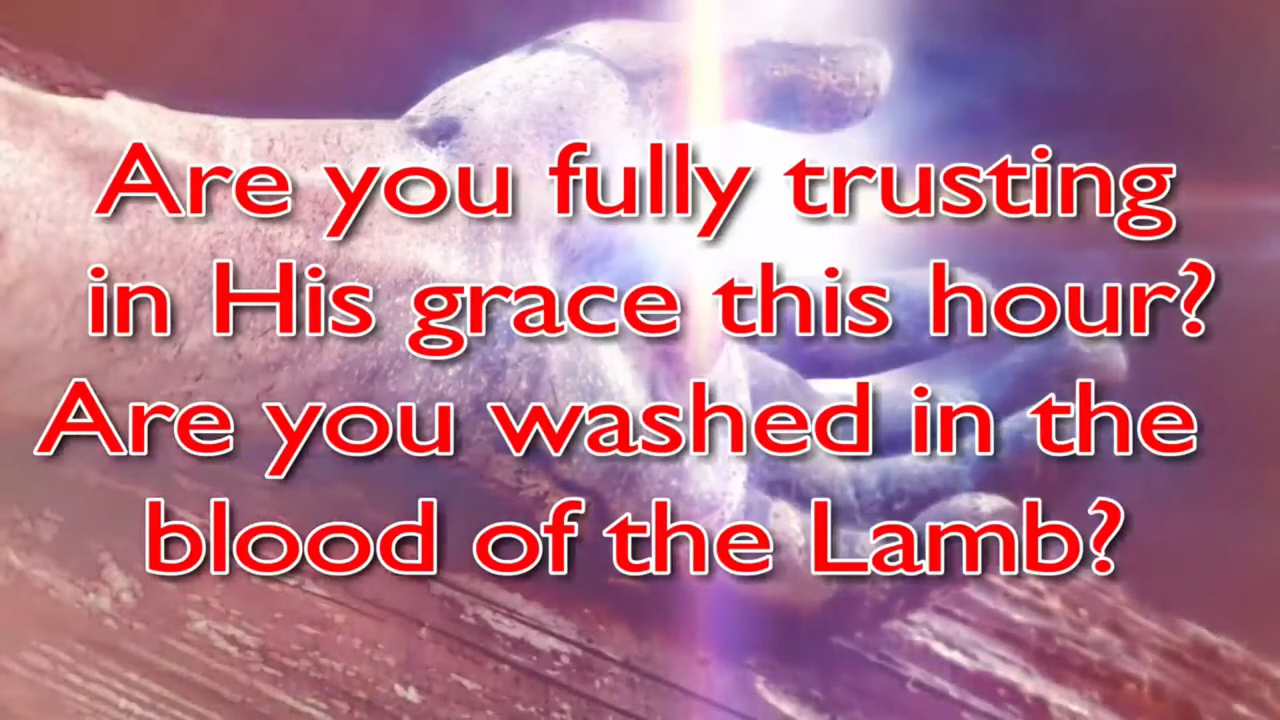 Are you fully trusting
in His grace this hour?
Are you washed in the
blood of the Lamb?